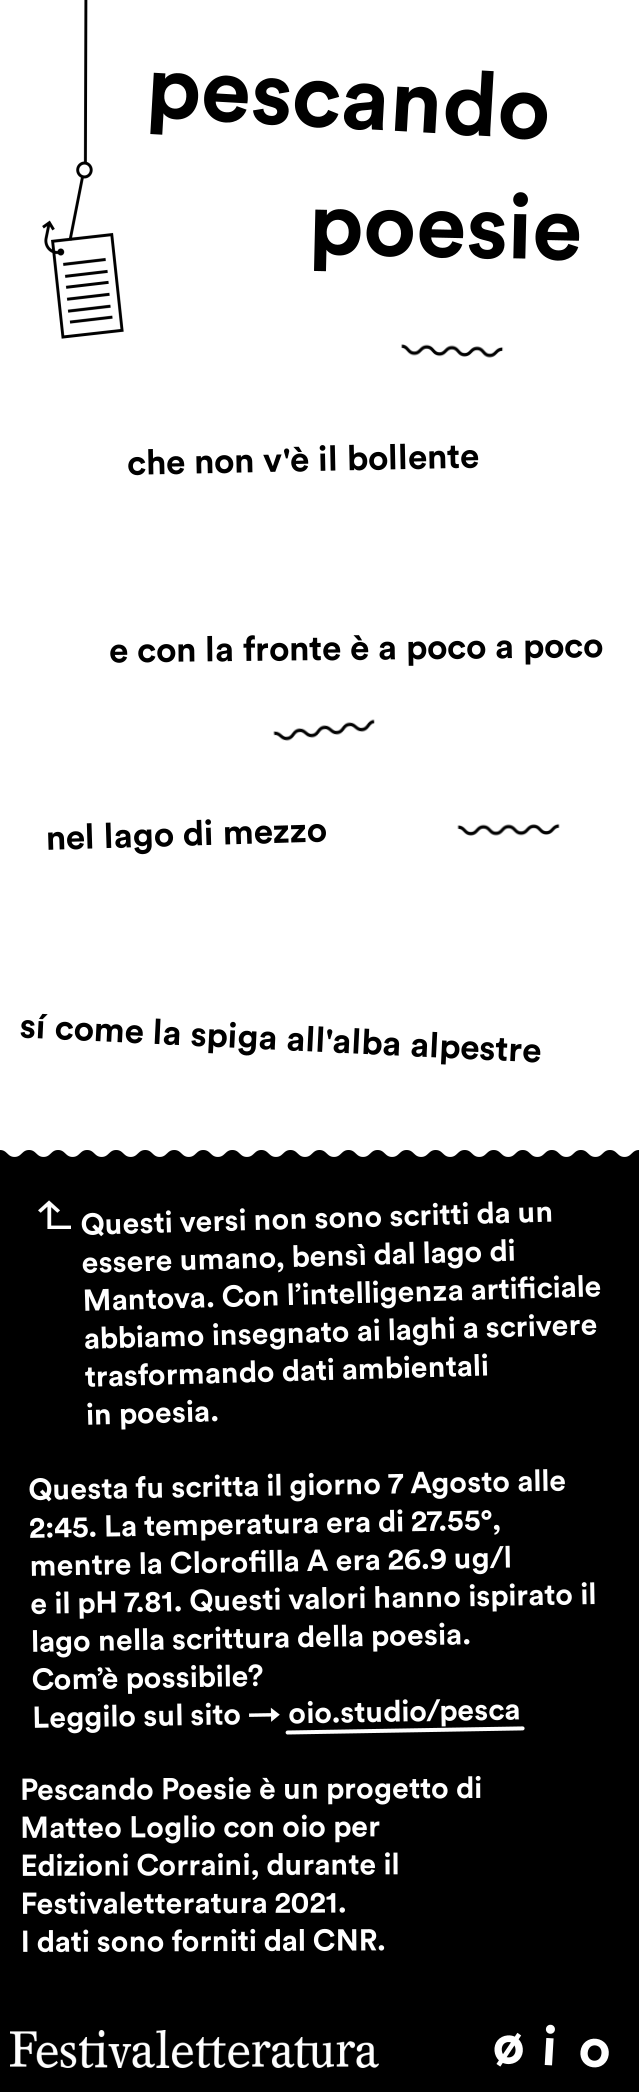 pescando
poesie
che non v'è il bollente
e con la fronte è a poco a poco
nel lago di mezzo
sí come la spiga all'alba alpestre
Questi versi non sono scritti da un
essere umano, bensì dal lago di
Mantova. Con l’intelligenza artificiale
abbiamo insegnato ai laghi a scrivere
trasformando dati ambientali
in poesia.
Questa fu scritta il giorno 7 Agosto alle
2:45. La temperatura era di 27.55°,
mentre la Clorofilla A era 26.9 ug/l
e il pH 7.81. Questi valori hanno ispirato il
lago nella scrittura della poesia.
Com’è possibile?
Leggilo sul sito → oio.studio/pesca
Pescando Poesie è un progetto di
Matteo Loglio con oio per
Edizioni Corraini, durante il
Festivaletteratura 2021.
I dati sono forniti dal CNR.
Festivaletteratura
ø i o